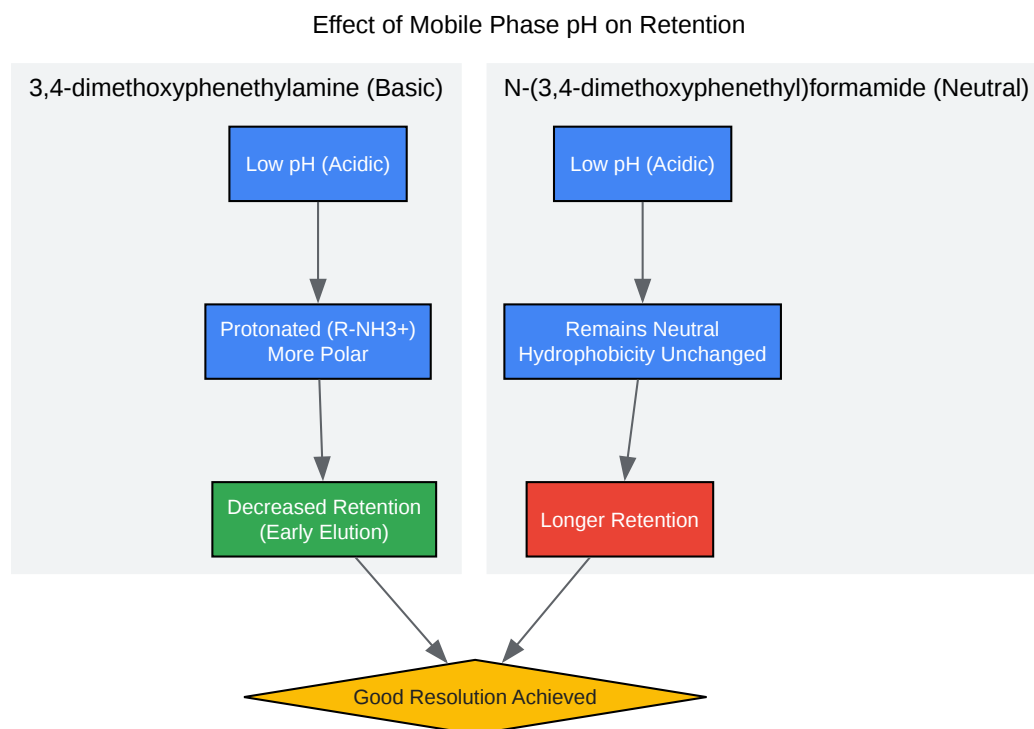 Effect of Mobile Phase pH on Retention
3,4-dimethoxyphenethylamine (Basic)
Low pH (Acidic)
Protonated (R-NH3+)
More Polar
Decreased Retention
(Early Elution)
N-(3,4-dimethoxyphenethyl)formamide (Neutral)
Low pH (Acidic)
Remains Neutral
Hydrophobicity Unchanged
Longer Retention
Good Resolution Achieved